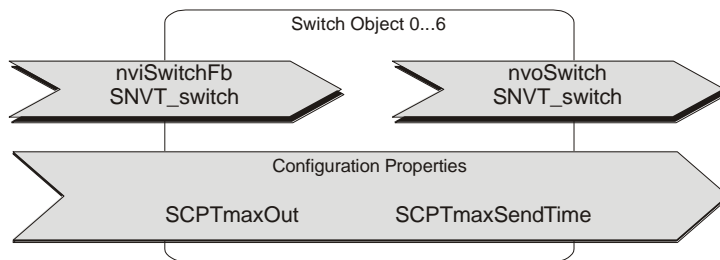 Switch Object 0...6
nviSwitchFb
SNVT_switch
nvoSwitch
SNVT_switch
Configuration Properties
SCPTmaxOut
SCPTmaxSendTime